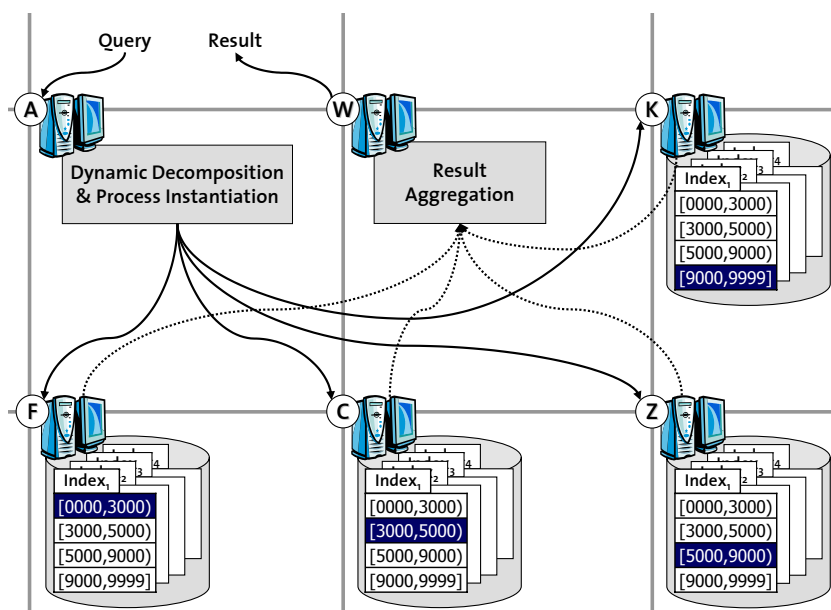 Query
Result
A
W
K
Dynamic Decomposition
& Process Instantiation
Result
Aggregation
4
3
2
Index1
[0000,3000)
[3000,5000)
[5000,9000)
[9000,9999]
F
C
Z
4
3
2
Index1
[0000,3000)
[3000,5000)
[5000,9000)
[9000,9999]
4
3
2
Index1
[0000,3000)
[3000,5000)
[5000,9000)
[9000,9999]
4
3
2
Index1
[0000,3000)
[3000,5000)
[5000,9000)
[9000,9999]